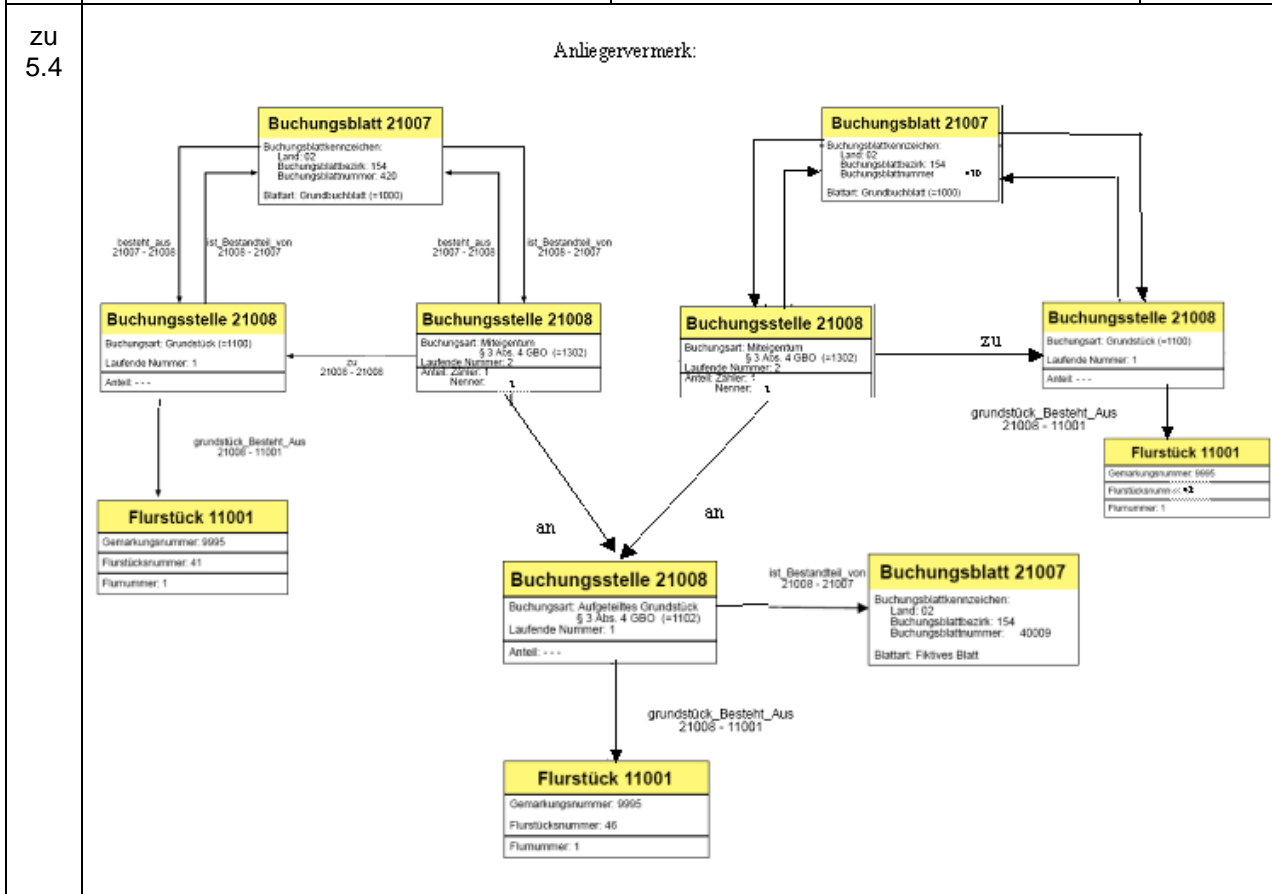 zu
5.4
Anliegervermerk:
Buchungsblatt 21007
Buchungsblattkennzeichen:
Land: 02
Buchungsblattbezirk: 154
Buchungsblattnummer: 420
Blattart: Grundbuchblatt (=1000)
Buchungsblatt 21007
Buchungsblattkennzeichen:
Land: 02
Buchungsblattbezirk: 154
Buchungsblattnummer
Blattart: Grundbuchblatt (=1000)
besteht_aus
21007 - 21008
ist_Bestandteil_von
21008 - 21007
besteht_aus
21007 - 21008
ist_Bestandteil_von
21008 - 21007
Buchungsstelle 21008
Buchungsart: Grundstück (=1100)
Laufende Nummer: 1
Anteil: - - -
zu
21008 - 21008
Buchungsstelle 21008
Buchungsart: Miteigentum
§ 3 Abs. 4 GBO (=1302)
Laufende Nummer: 2
Anteil: Zähler: 1
Nenner:
Buchungsstelle 21008
Buchungsart: Miteigentum
§ 3 Abs. 4 GBO (=1302)
Laufende Nummer: 2
Anteil: Zähler: 1
Nenner:
zu
Buchungsstelle 21008
Buchungsart: Grundstück (=1100)
Laufende Nummer: 1
Anteil: - - -
grundstück_Besteht_Aus
21008 - 11001
grundstück_Besteht_Aus
21008 - 11001
Flurstück 11001
Gemarkungsnummer: 9995
Flurstücksnummer: 41
Flurnummer: 1
Flurstück 11001
Gemarkungsnummer: 9995
Flurnummer: 1
an
an
Buchungsstelle 21008
Buchungsart: Aufgeteiltes Grundstück
§ 3 Abs. 4 GBO (=1102)
Laufende Nummer: 1
Anteil: - - -
ist_Bestandteil_von
21008 - 21007
Buchungsblatt 21007
Buchungsblattkennzeichen:
Land: 02
Buchungsblattbezirk: 154
Buchungsblattnummer: 40009
Blattart: Fiktives Blatt
grundstück_Besteht_Aus
21008 - 11001
Flurstück 11001
Gemarkungsnummer: 9995
Flurstücksnummer: 46
Flurnummer: 1